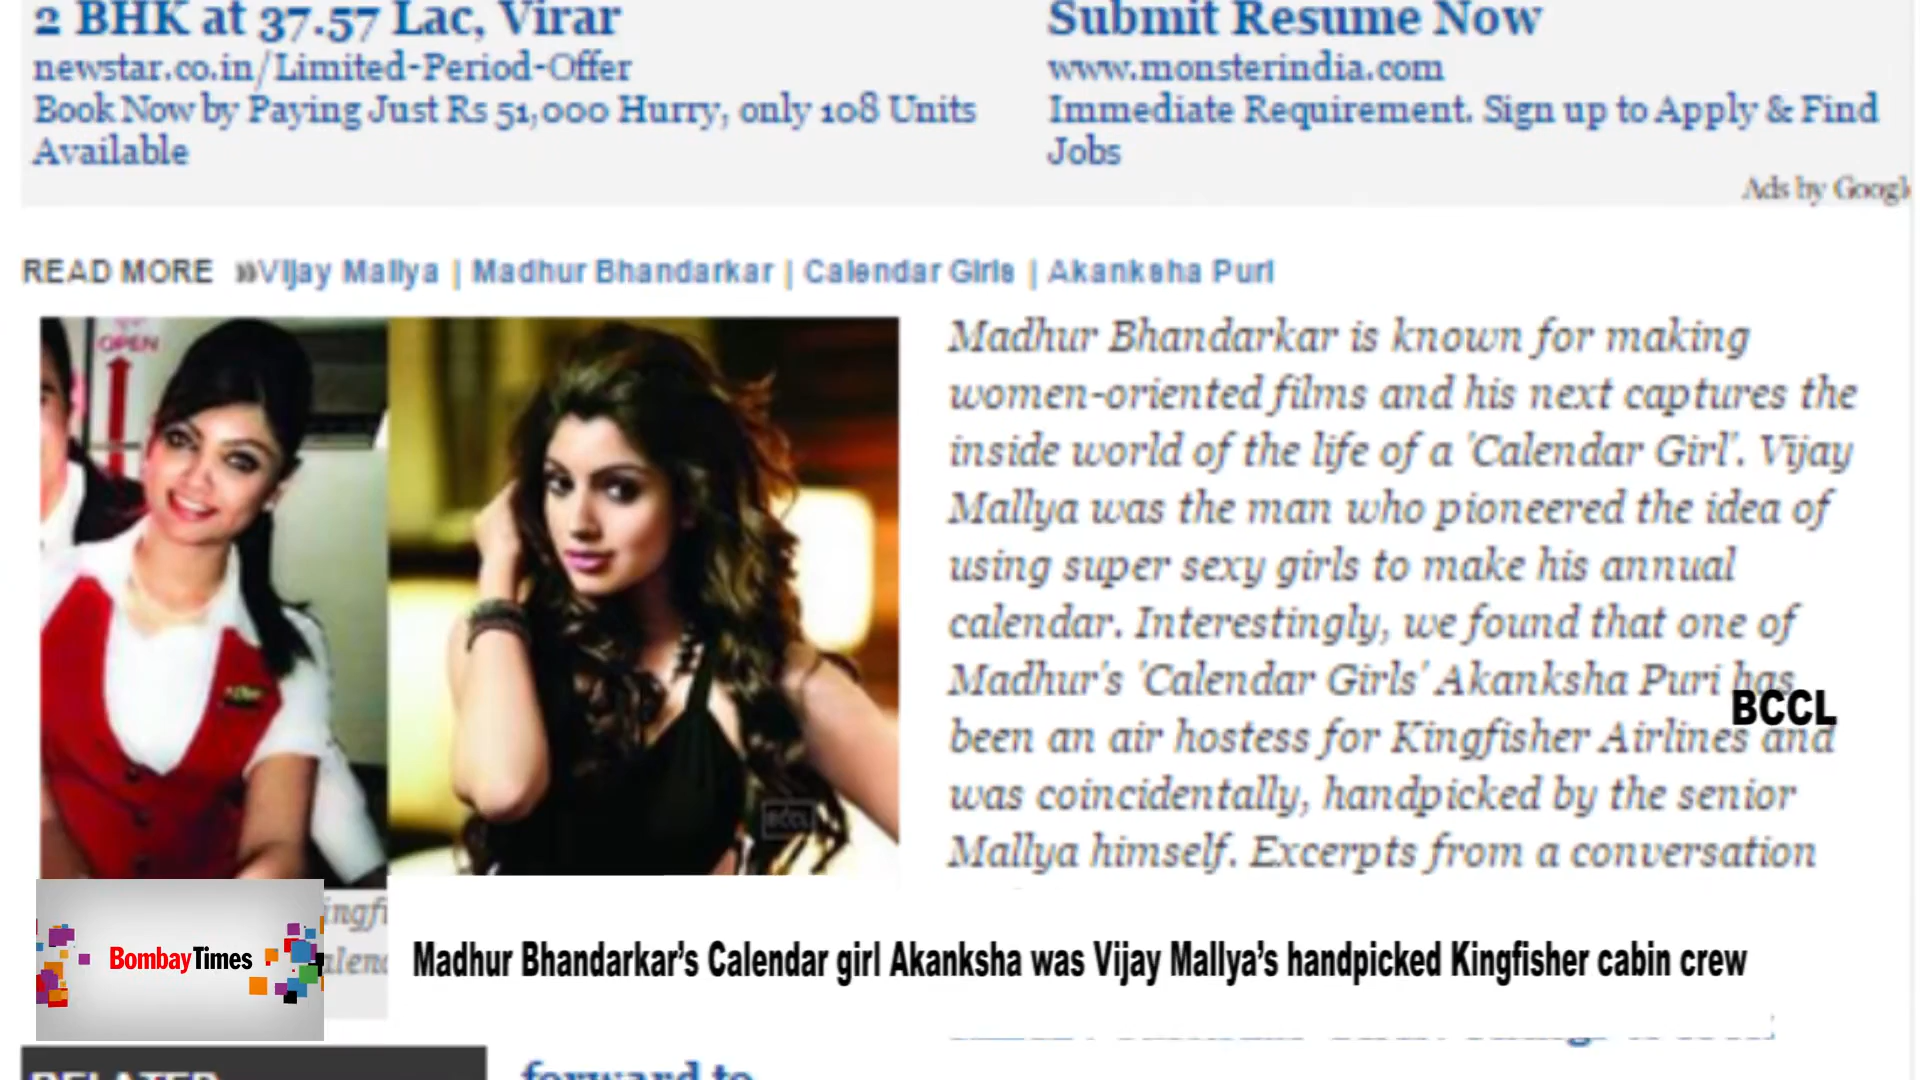 2 BHK at 37.57 Lac, Virar
newstar.co.in/Limited-Period-Offer
Book Now by Paying Just Rs 51,000 Hurry, only 108 Units
Available
Submit Resume Now
www.monsterindia.com
Immediate Requirement. Sign up to Apply & Find
Jobs
Ads by Googl
READ MORE »Vijay Mallya | Madhur Bhandarkar | Calendar Girls | Akanksha Puri
OPEN
BCCL
Madhur Bhandarkar is known for making
women-oriented films and his next captures the
inside world of the life of a 'Calendar Girl'. Vijay
Mallya was the man who pioneered the idea of
using super sexy girls to make his annual
calendar. Interestingly, we found that one of
Madhur's 'Calendar Girls' Akanksha Puri has
BCCL
been an air hostess for Kingfisher Airlines and
was coincidentally, handpicked by the senior
Mallya himself. Excerpts from a conversation
BombayTimes
Madhur Bhandarkar's Calendar girl Akanksha was Vijay Mallya's handpicked Kingfisher cabin crew
RELATED
forward to